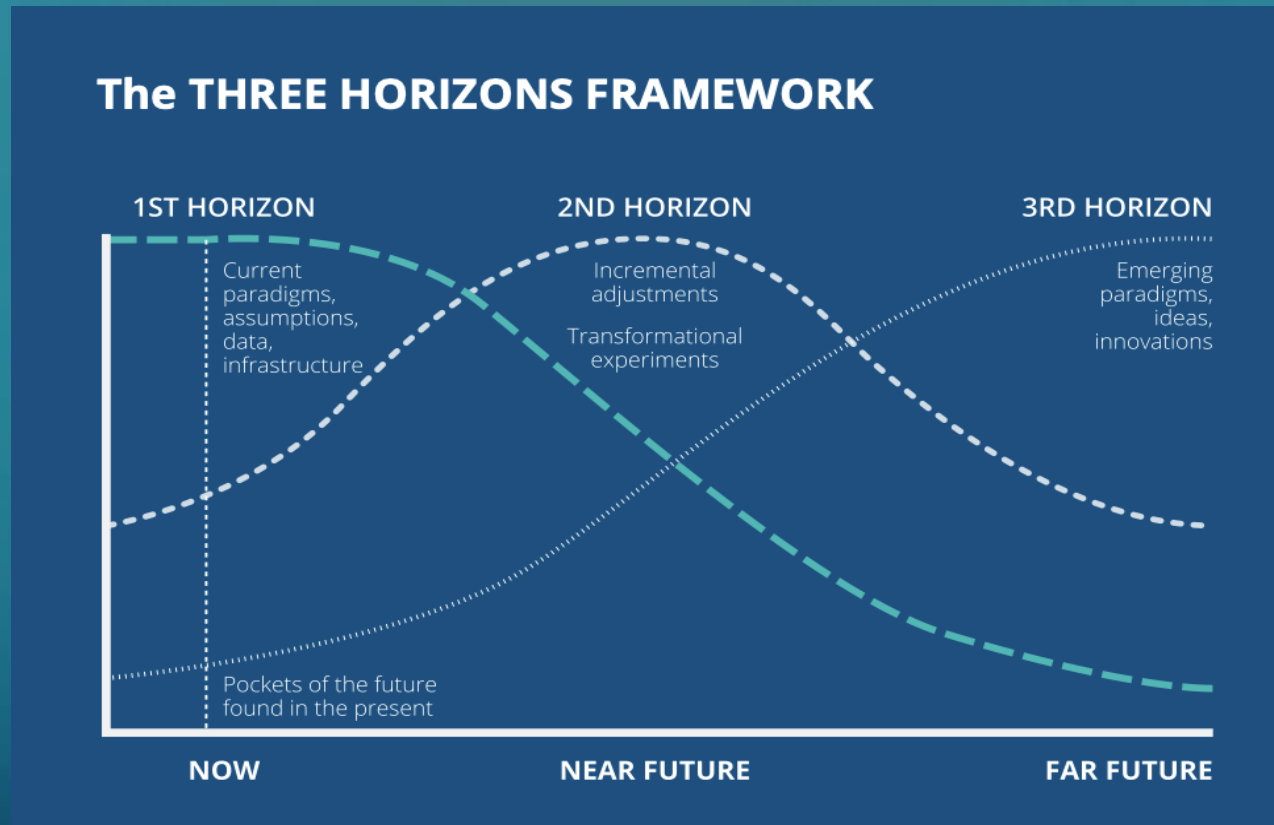 The THREE HORIZONS FRAMEWORK
1ST HORIZON
2ND HORIZON
3RD HORIZON
Current
paradigms,
assumptions,
data,
infrastructure
Incremental
adjustments
Transformational
experiments
Emerging
paradigms,
ideas,
innovations
Pockets of the future
found in the present
NOW
NEAR FUTURE
FAR FUTURE